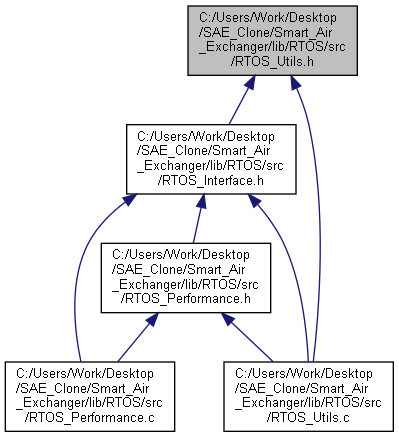 C:/Users/Work/Desktop
/SAE_Clone/Smart_Air
_Exchanger/lib/RTOS/src
/RTOS_Utils.h
C:/Users/Work/Desktop
/SAE_Clone/Smart_Air
_Exchanger/lib/RTOS/src
/RTOS_Interface.h
C:/Users/Work/Desktop
/SAE_Clone/Smart_Air
_Exchanger/lib/RTOS/src
/RTOS_Performance.h
C:/Users/Work/Desktop
/SAE_Clone/Smart_Air
_Exchanger/lib/RTOS/src
/RTOS_Performance.c
C:/Users/Work/Desktop
/SAE_Clone/Smart_Air
_Exchanger/lib/RTOS/src
/RTOS_Utils.c